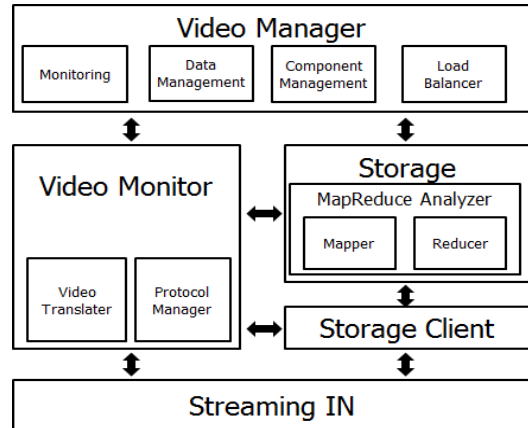 Video Manager
Monitoring
Data
Management
Component
Management
Load
Balancer
Video Monitor
Video
Translater
Protocol
Manager
Storage
MapReduce Analyzer
Mapper
Reducer
Storage Client
Streaming IN